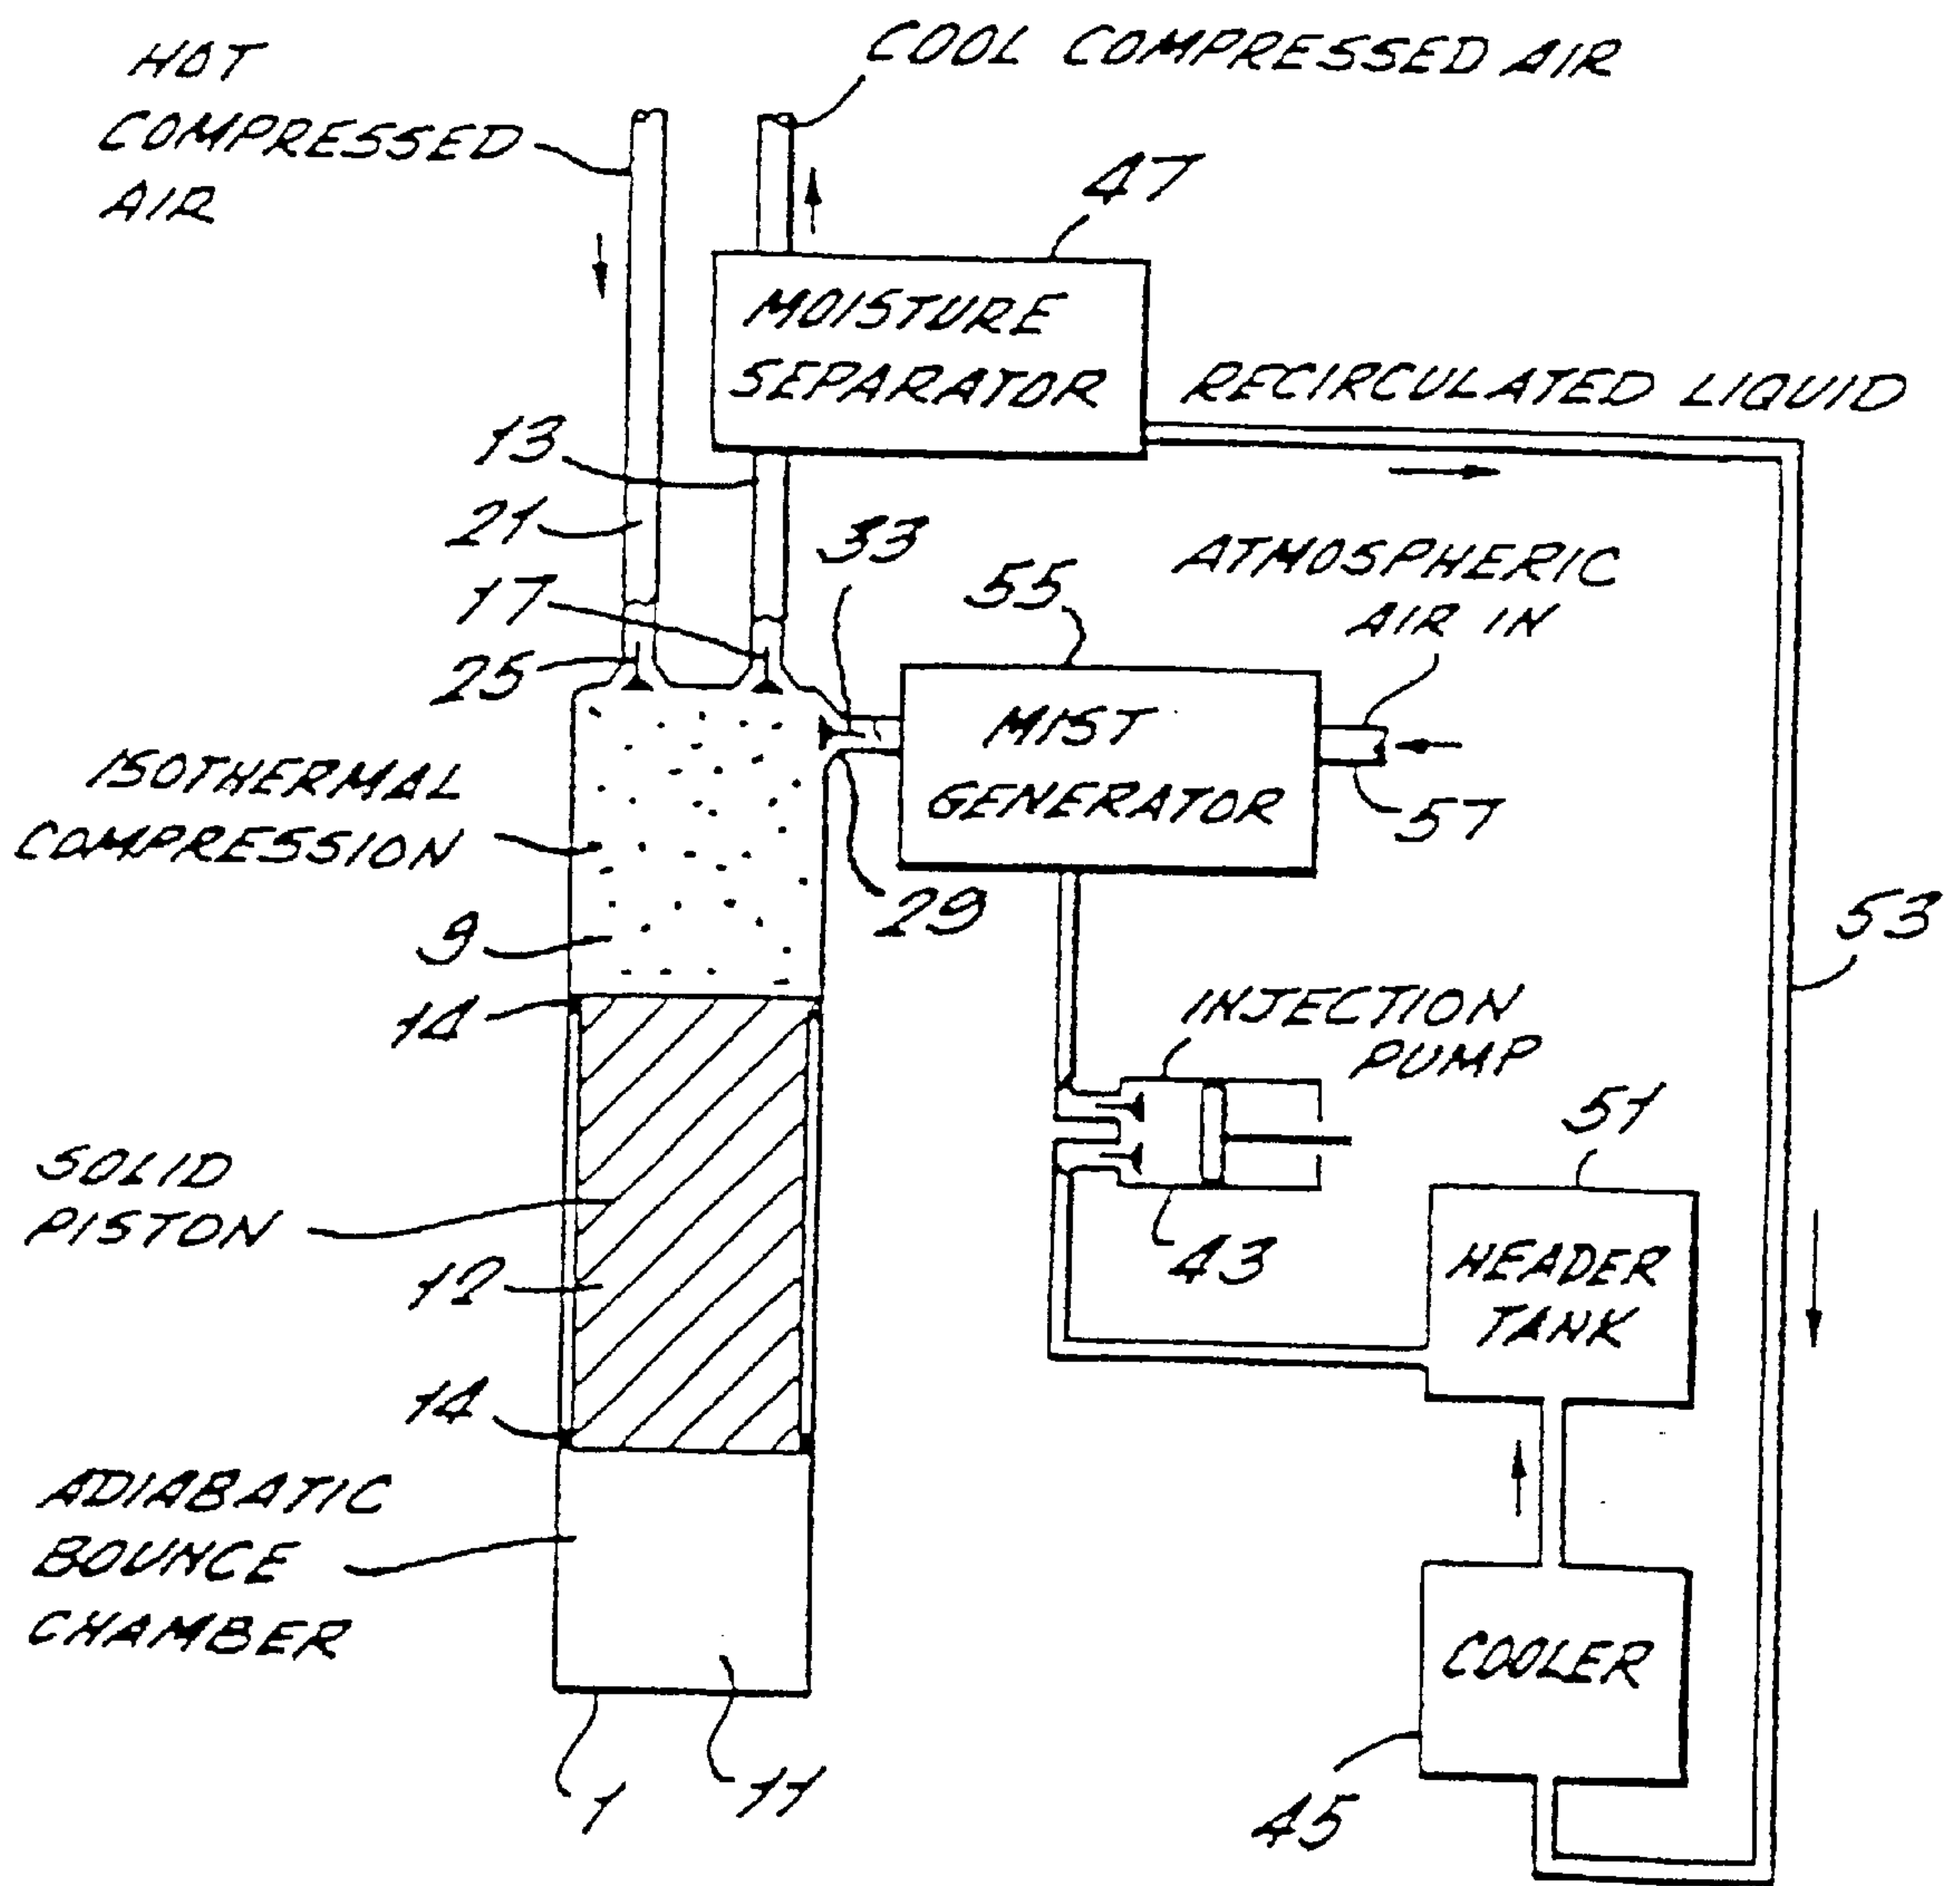 HOT
COMPRESSED
AIR
COOL COMPRESSED AIR
47
MOISTURE
SEPARATOR
RECIRCULATED LIQUID
13
21
17
25
33
55
ATMOSPHERIC
AIR IN
MIST
GENERATOR
57
ISOTHERMAL
COMPRESSION
29
9
53
14
INJECTION
PUMP
51
SOLID
PISTON
43
12
HEADER
TANK
14
ADIABATIC
BOUNCE
CHAMBER
COOLER
1
11
45